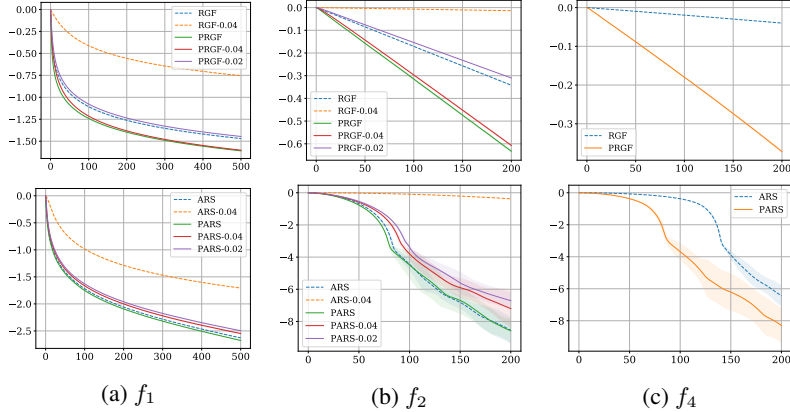 0.00
−0.25
−0.50
−0.75
−1.00
−1.25
−1.50
0 100 200 300 400 500
RGF
RGF-0.04
PRGF
PRGF-0.04
PRGF-0.02
0.0
−0.1
−0.2
−0.3
−0.4
−0.5
−0.6
0 50 100 150 200
RGF
RGF-0.04
PRGF
PRGF-0.04
PRGF-0.02
0.0
−0.1
−0.2
−0.3
0 50 100 150 200
RGF
PRGF
0.0
−0.5
−1.0
−1.5
−2.0
−2.5
0 100 200 300 400 500
ARS
ARS-0.04
PARS
PARS-0.04
PARS-0.02
0
−2
−4
−6
−8
0 50 100 150 200
ARS
ARS-0.04
PARS
PARS-0.04
PARS-0.02
0
−2
−4
−6
−8
0 50 100 150 200
ARS
PARS
(a) f1
(b) f2
(c) f4